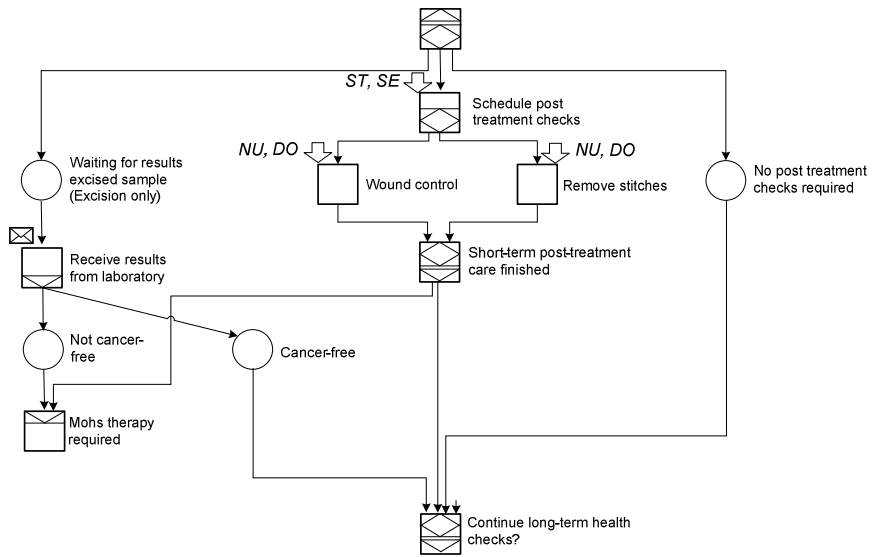 ST, SE
Schedule post
treatment checks
NU, DO
NU, DO
Waiting for results
excised sample
(Excision only)
Wound control
Remove stitches
No post treatment
checks required
Receive results
from laboratory
Short-term post-treatment
care finished
Not cancer-
free
Cancer-free
Mohs therapy
required
Continue long-term health
checks?